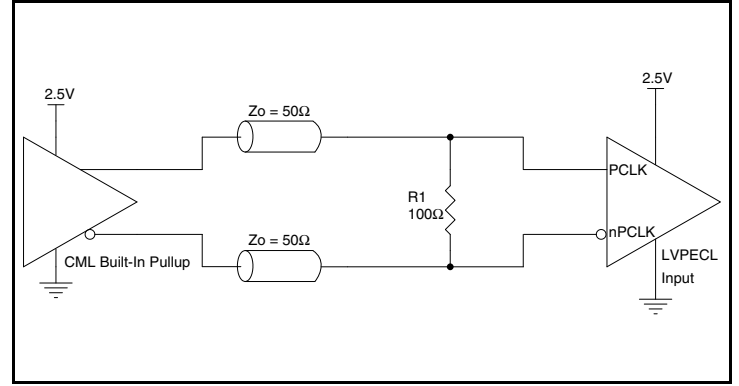 2.5V
2.5V
Zo = 50Ω
PCLK
R1
100Ω
nPCLK
Zo = 50Ω
CML Built-In Pullup
LVPECL
Input